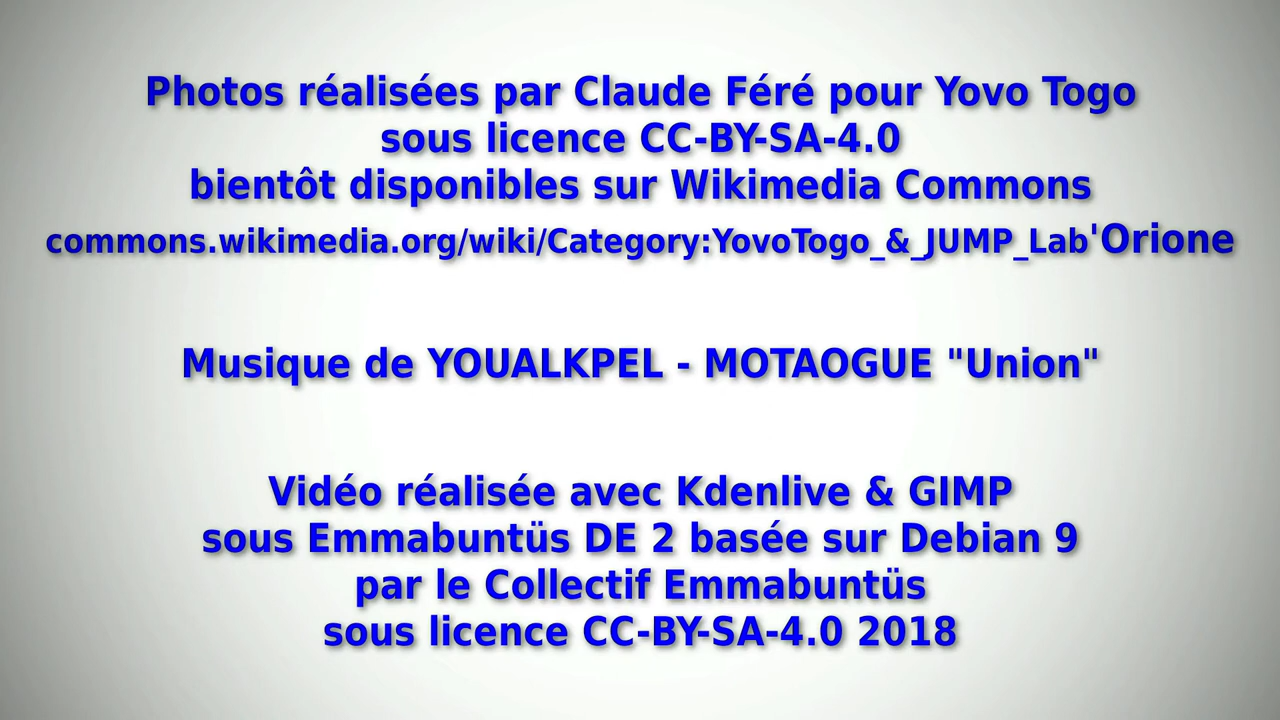 Photos réalisées par Claude Féré pour Yovo Togo
sous licence CC-BY-SA-4.0
bientôt disponibles sur Wikimedia Commons
commons.wikimedia.org/wiki/Category:YovoTogo_&_JUMP_Lab'Orione
Musique de YOUALKPEL - MOTAOGUE "Union"
Vidéo réalisée avec Kdenlive & GIMP
sous Emmabuntüs DE 2 basée sur Debian 9
par le Collectif Emmabuntüs
sous licence CC-BY-SA-4.0 2018